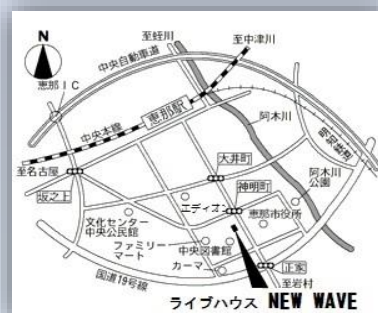 N
至蛭川
至中津川
中央自動車道
恵那IC
恵那駅
阿木川
中央本線
明知鉄道
至名古屋
大井町
阿木川
公園
坂之上
神明町
エディオン
文化センター
中央公民館
恵那市役所
ファミリー
マート
中央図書館
カーマ
正家
国道19号線
至岩村
ライブハウス NEW WAVE